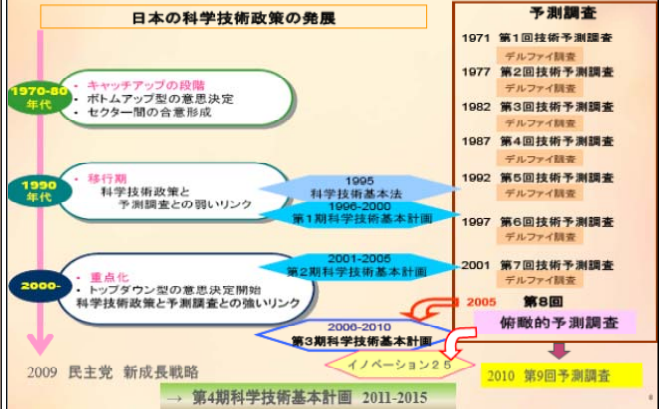 日本の科学技術政策の発展
1970-80
年代
・ キャッチアップの段階
・ ボトムアップ型の意思決定
・ セクター間の合意形成
1990
年代
・ 移行期
科学技術政策と
予測調査との弱いリンク
1995
科学技術基本法
1996-2000
第1期科学技術基本計画
2000-
・ 重点化
・ トップダウン型の意思決定開始
科学技術政策と予測調査との強いリンク
2001-2005
第2期科学技術基本計画
2006-2010
第3期科学技術基本計画
イノベーション25
2009 民主党 新成長戦略
→ 第4期科学技術基本計画 2011-2015
予測調査
1971 第1回技術予測調査
デルファイ調査
1977 第2回技術予測調査
デルファイ調査
1982 第3回技術予測調査
デルファイ調査
1987 第4回技術予測調査
デルファイ調査
1992 第5回技術予測調査
デルファイ調査
1997 第6回技術予測調査
デルファイ調査
2001 第7回技術予測調査
デルファイ調査
2005 第8回
俯瞰的予測調査
2010 第9回予測調査